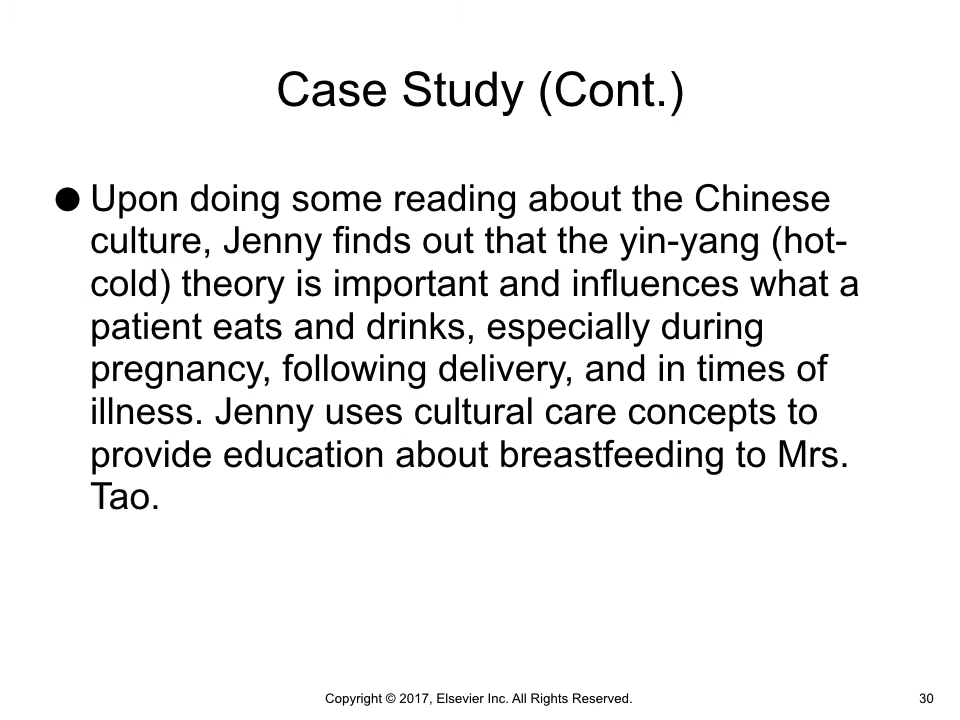 Case Study (Cont.)
● Upon doing some reading about the Chinese
culture, Jenny finds out that the yin-yang (hot-
cold) theory is important and influences what a
patient eats and drinks, especially during
pregnancy, following delivery, and in times of
illness. Jenny uses cultural care concepts to
provide education about breastfeeding to Mrs.
Tao.
Copyright © 2017, Elsevier Inc. All Rights Reserved.
30